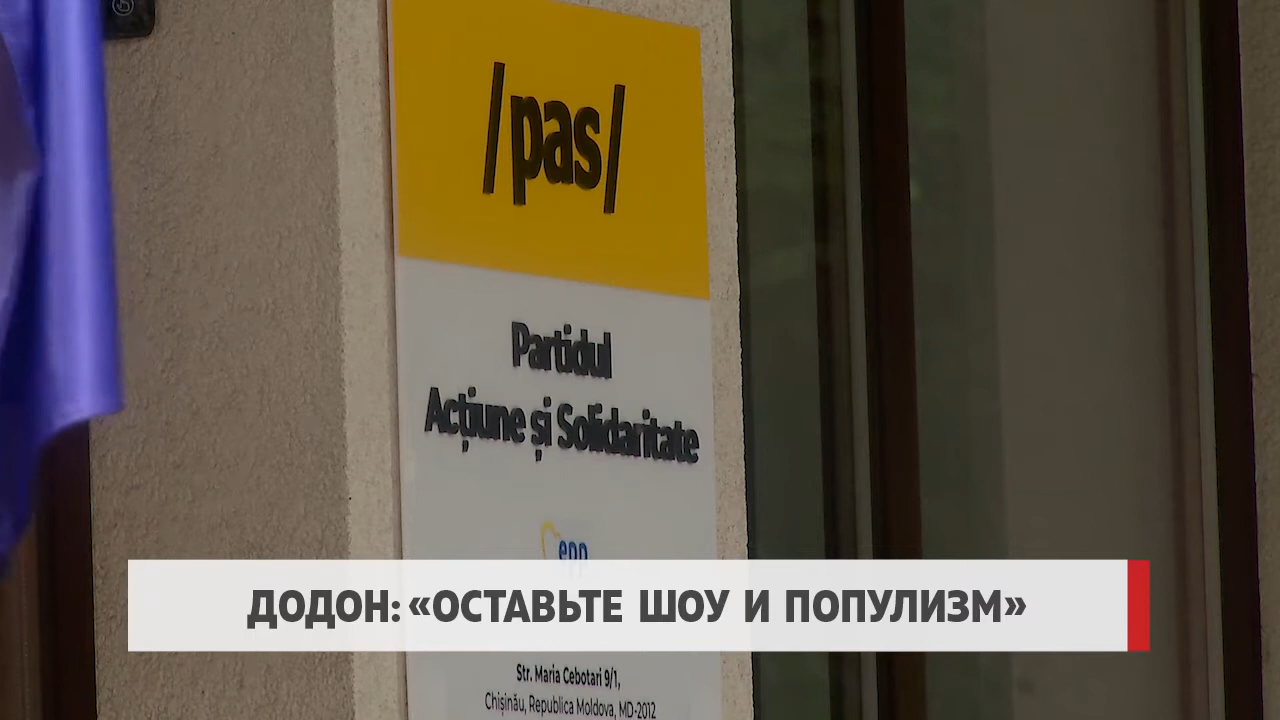 /pas/
Partidul
Acțiune și Solidaritate
epp
ДОДОН: «ОСТАВЬТЕ ШОУ И ПОПУЛИЗМ»
Str. Maria Cebotari 9/1,
Chișinău, Republica Moldova, MD-2012